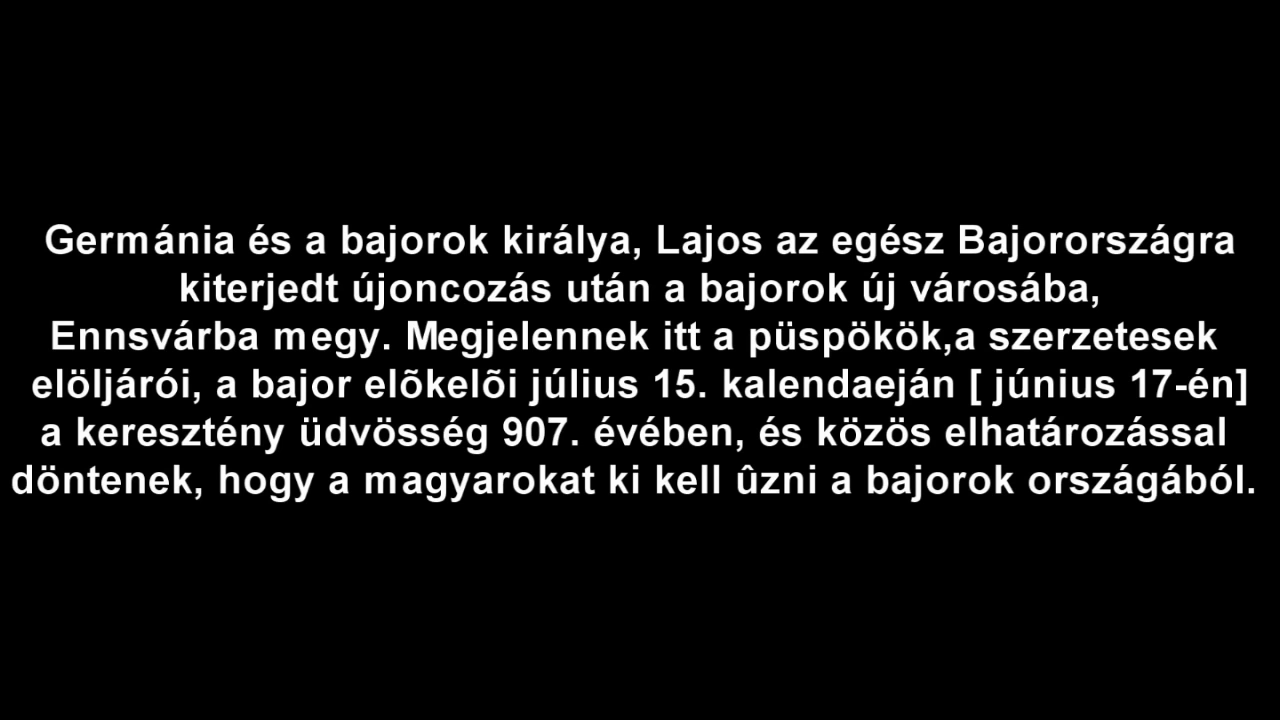 Germánia és a bajorok királya, Lajos az egész Bajorországra
kiterjedt újoncozás után a bajorok új városába,
Ennsvárba megy. Megjelennek itt a püspökök,a szerzetesek
elöljárói, a bajor elõkelõi július 15. kalendaeján [ június 17-én]
a keresztény üdvösség 907. évében, és közös elhatározással
döntenek, hogy a magyarokat ki kell ûzni a bajorok országából.